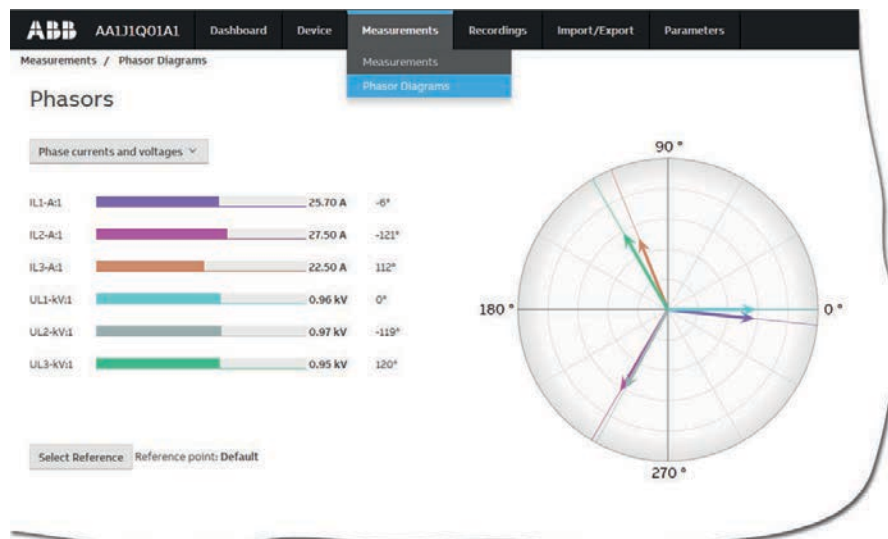 ABB AA1J1Q01A1 Dashboard Device Measurements Recordings Import/Export Parameters
Measurements / Phasor Diagrams
Measurements
Phasor Diagrams
Phasors
Phase currents and voltages
90 °
IL1-A:1 25.70 A -6°
IL2-A:1 27.50 A -121°
IL3-A:1 22.50 A 112°
UL1-kV:1 0.96 kV 0°
180 ° 0 °
UL2-kV:1 0.97 kV -119°
UL3-kV:1 0.95 kV 120°
Select Reference Reference point: Default
270 °